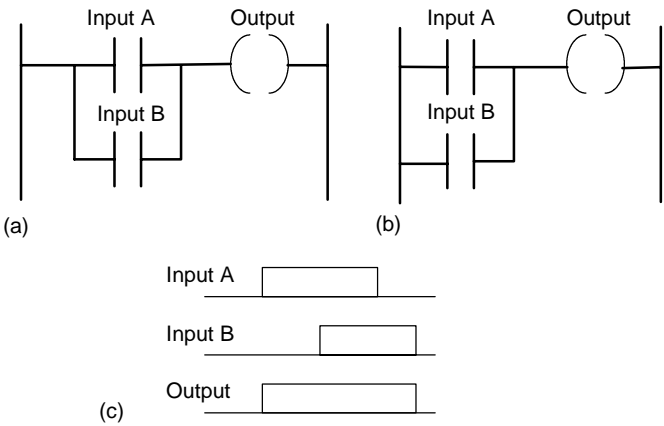 Input A Output
Input B
(a)
Input A Output
Input B
(b)
Input A
Input B
Output
(c)